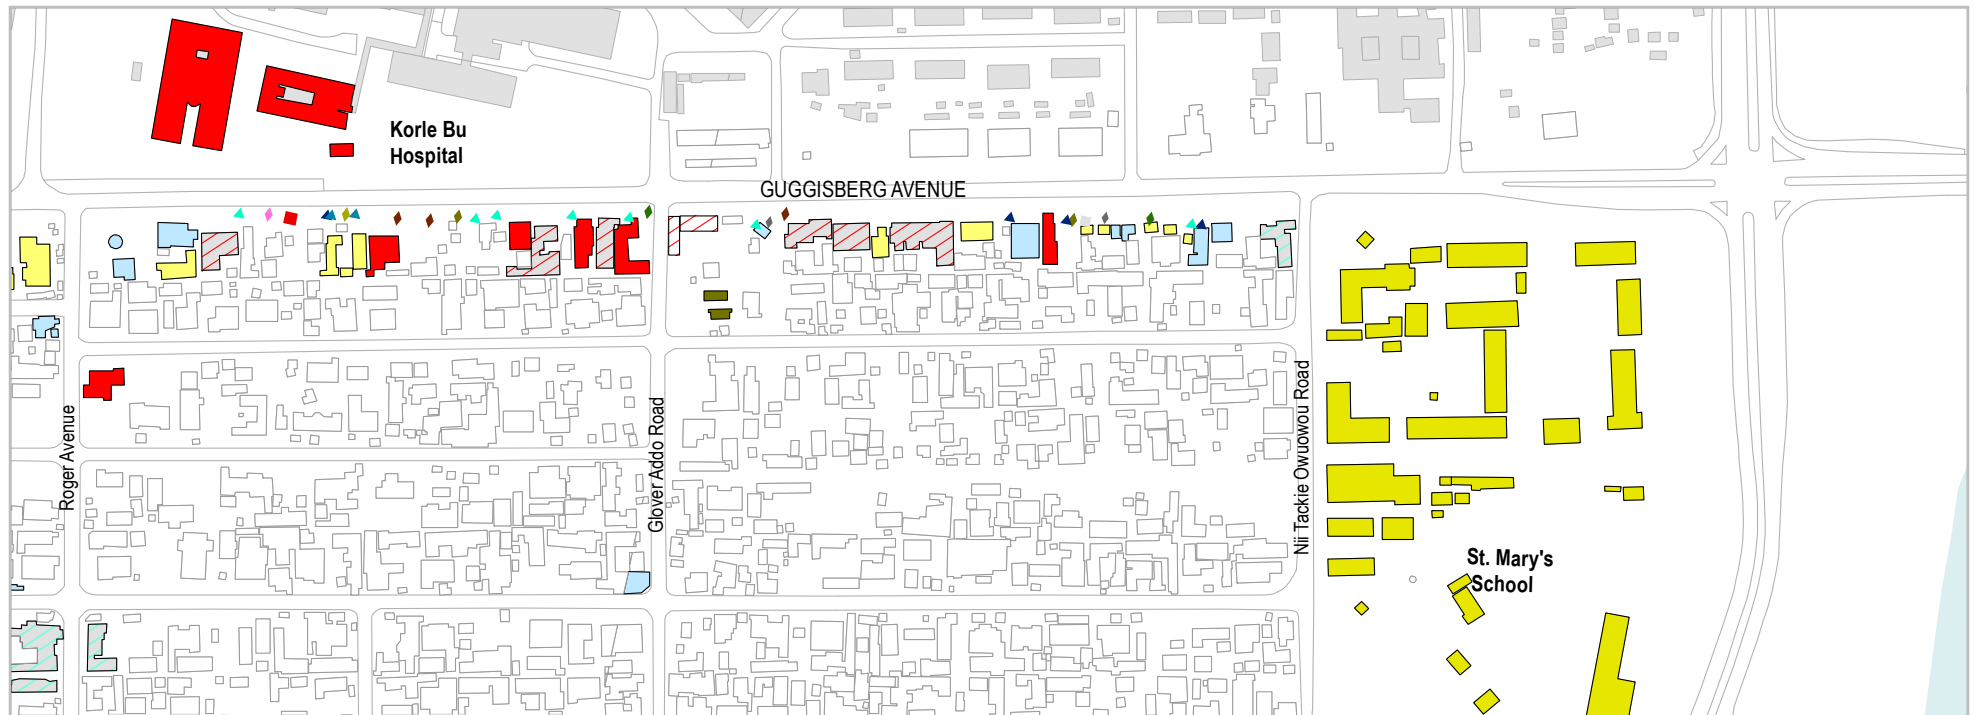 Korle Bu
Hospital
GUGGISBERG AVENUE
Roger Avenue
Glover Addo Road
Nii Tackie Owuowou Road
St. Mary's
School